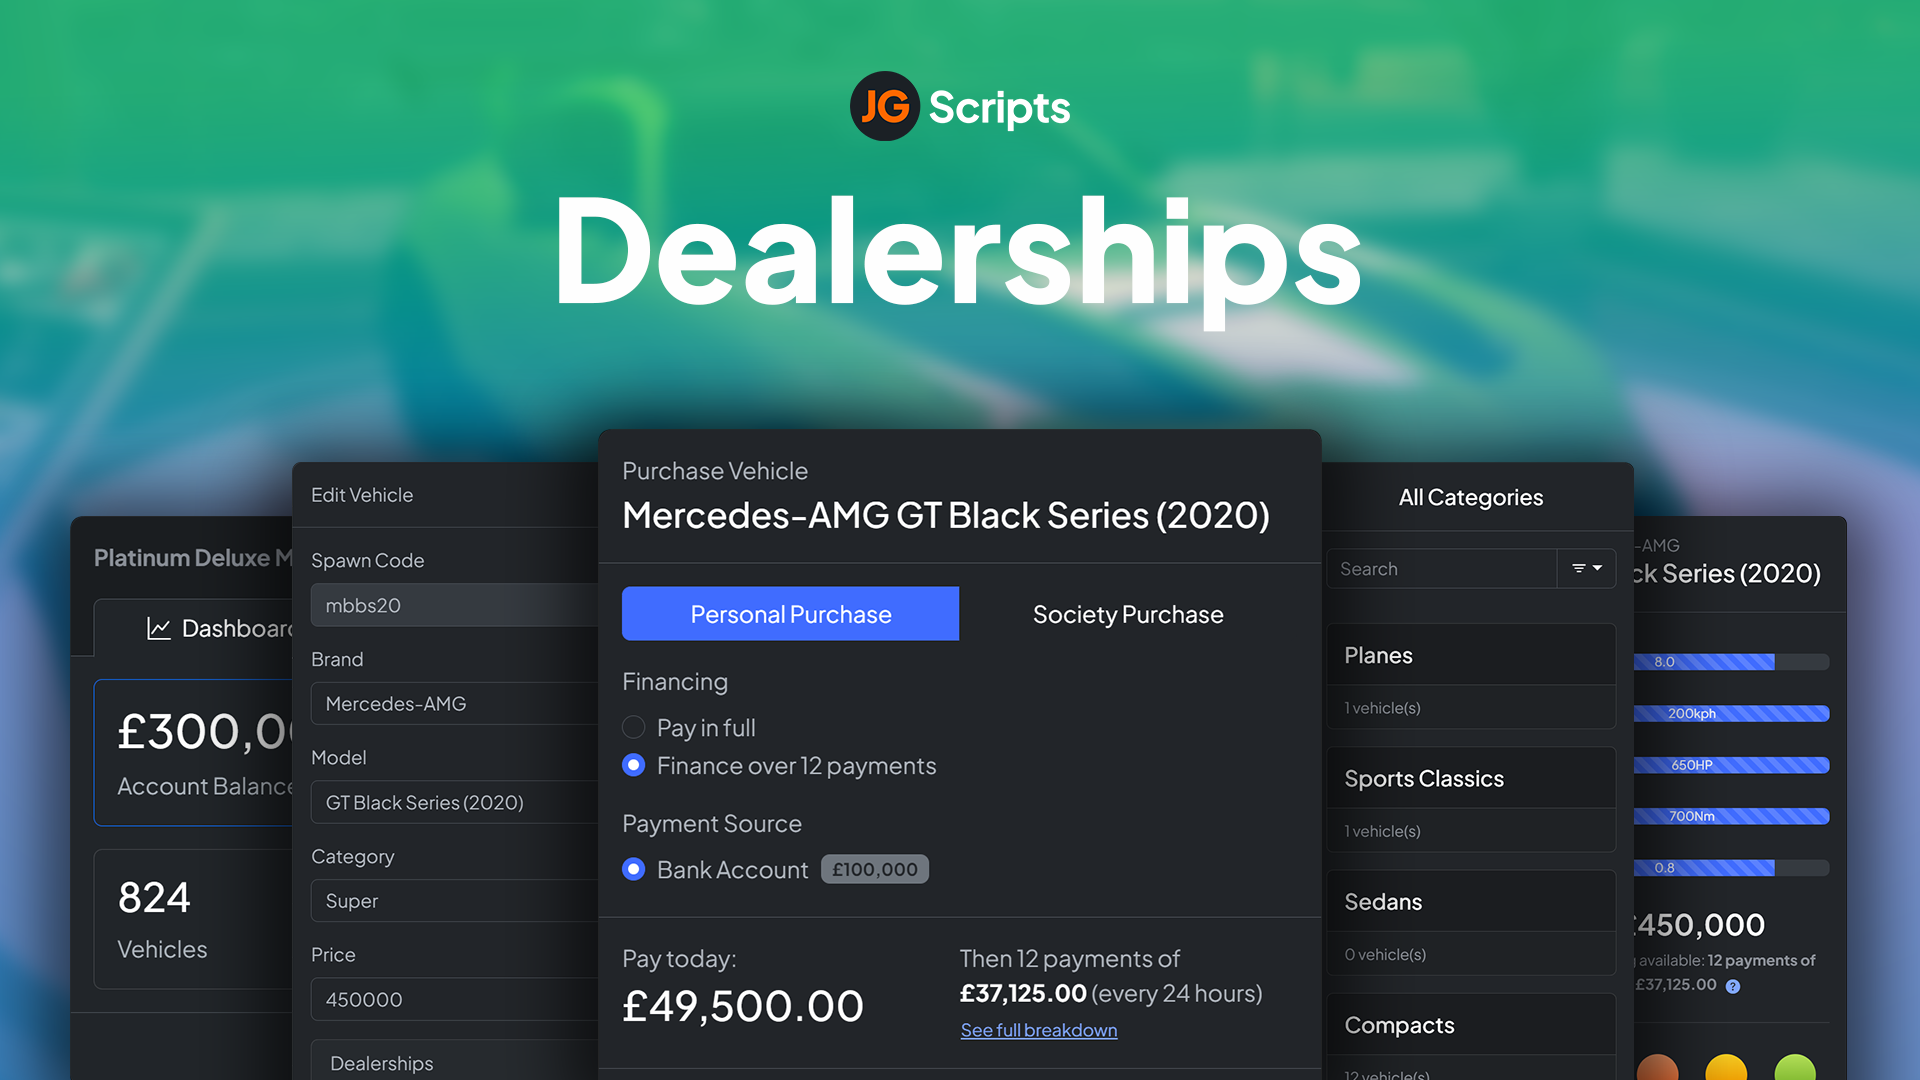 JG Scripts
Dealerships
Platinum Deluxe M
Dashboard
£300,0
Account Balance
824
Vehicles
Edit Vehicle
Spawn Code
mbbs20
Brand
Mercedes-AMG
Model
GT Black Series (2020)
Category
Super
Price
450000
Dealerships
Purchase Vehicle
Mercedes-AMG GT Black Series (2020)
Personal Purchase
Society Purchase
Financing
Pay in full
Finance over 12 payments
Payment Source
Bank Account £100,000
Pay today:
£49,500.00
Then 12 payments of
£37,125.00 (every 24 hours)
See full breakdown
All Categories
Search
Planes
1 vehicle(s)
Sports Classics
1 vehicle(s)
Sedans
0 vehicle(s)
Compacts
12 vehicle(s)
-AMG
ck Series (2020)
8.0
200kph
650HP
700Nm
0.8
£450,000
g available: 12 payments of
£37,125.00 ?